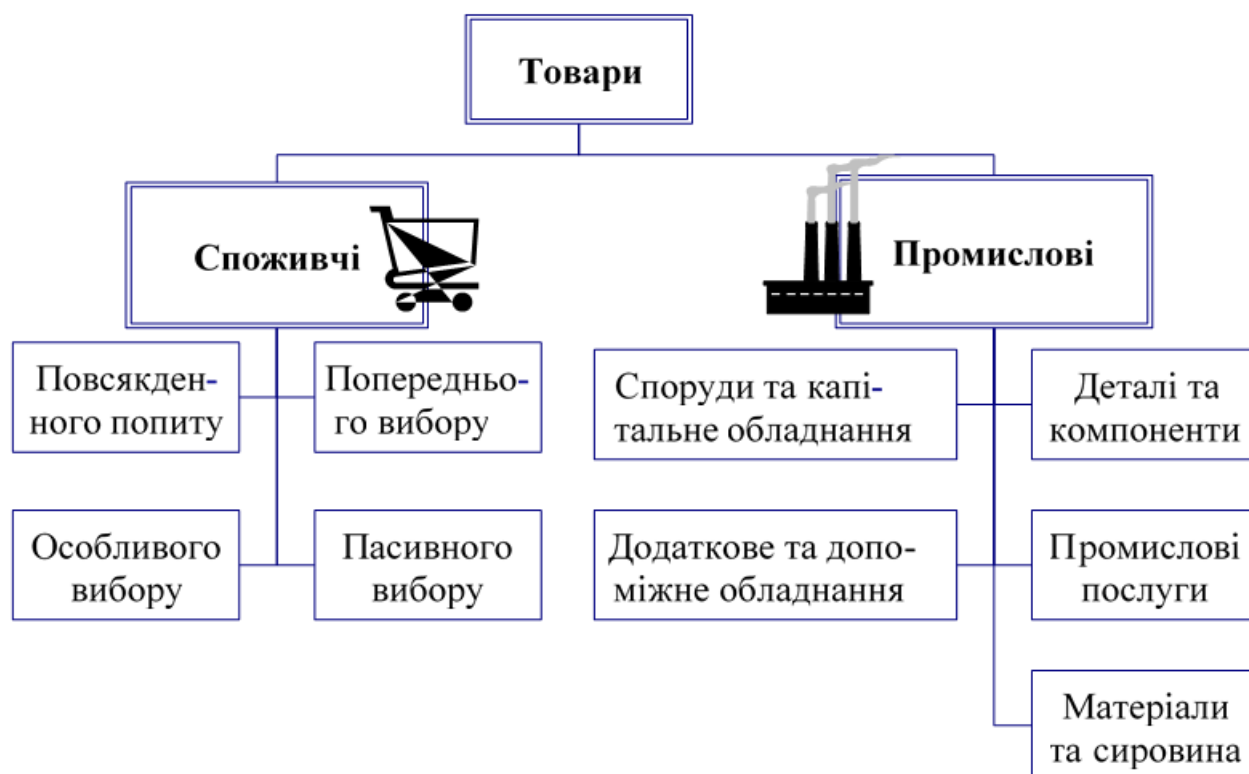 Товари
Споживчі
Промислові
Повсякден-
ного попиту
Попередньо-
го вибору
Споруди та капі-
тальне обладнання
Деталі та
компоненти
Особливого
вибору
Пасивного
вибору
Додаткове та допо-
міжне обладнання
Промислові
послуги
Матеріали
та сировина